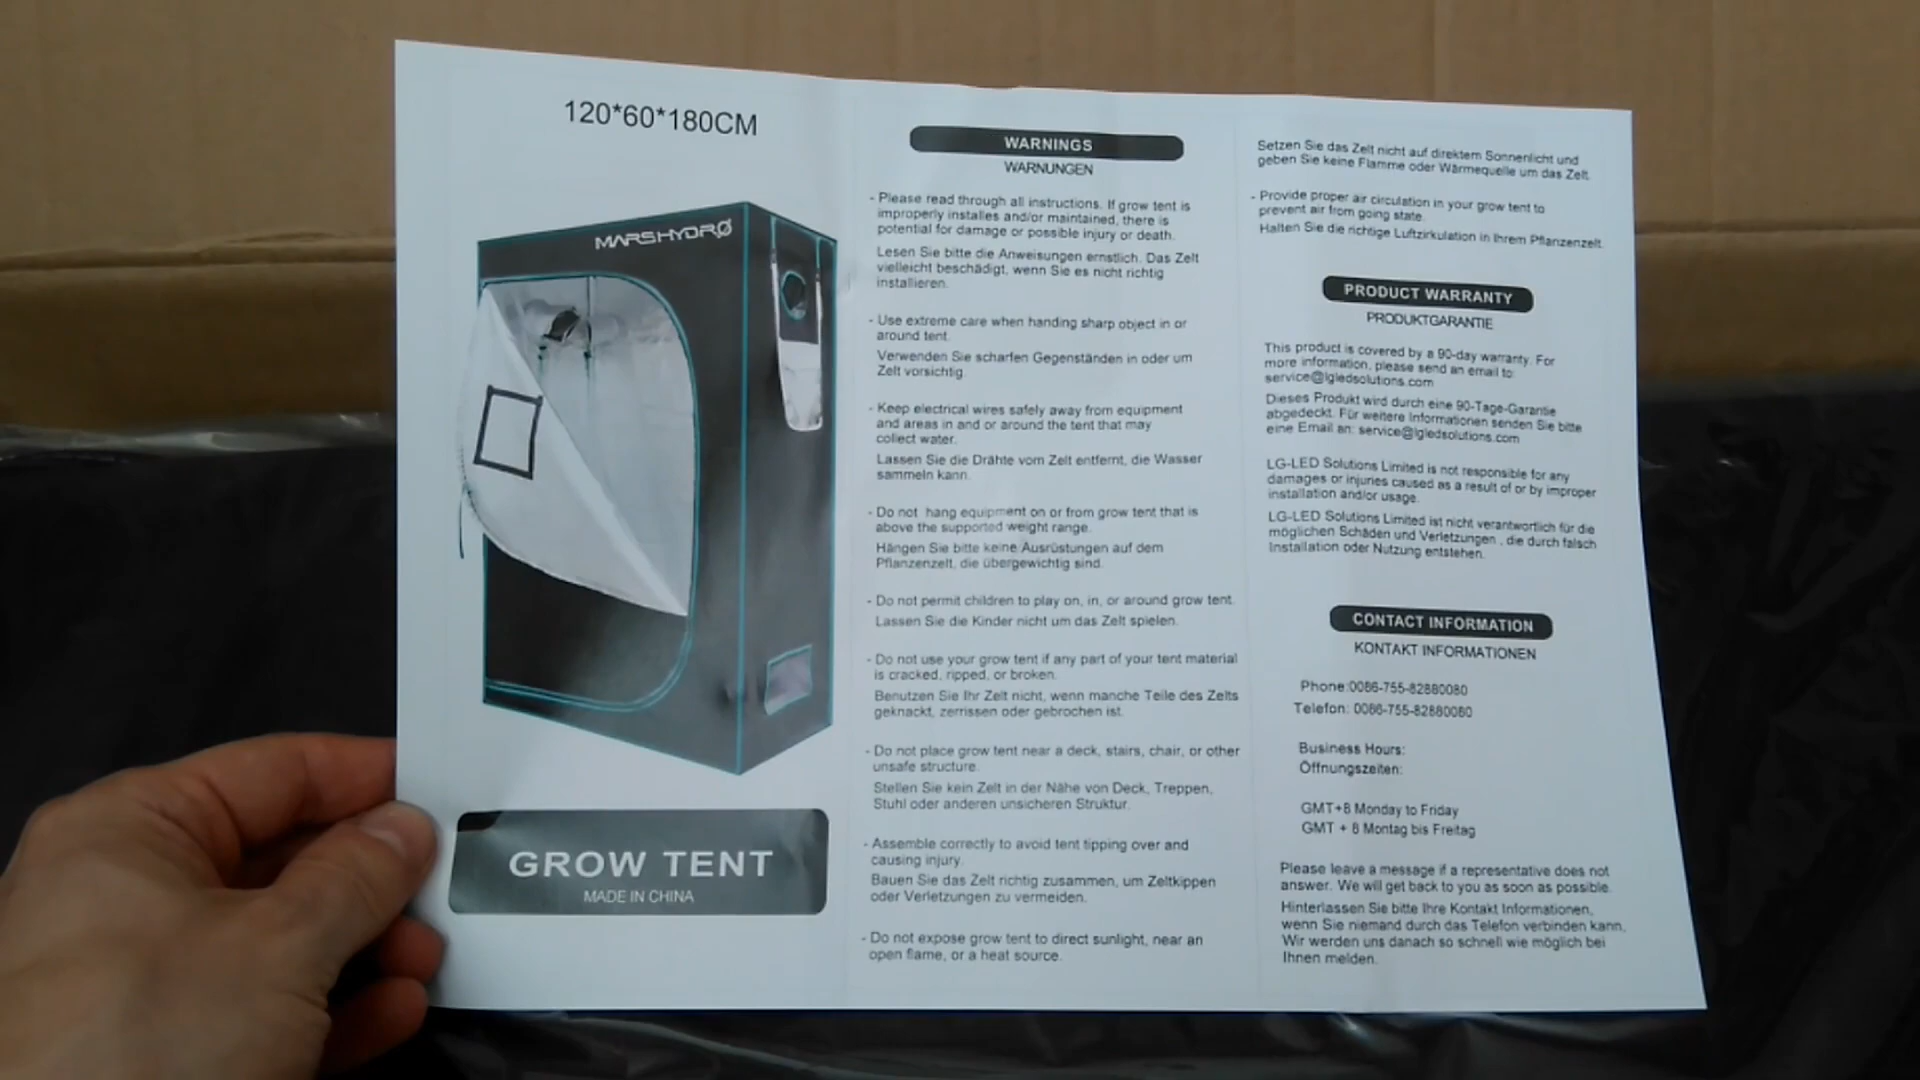 120*60*180CM
MARSHYDRO
GROW TENT
MADE IN CHINA
WARNINGS
WARNUNGEN
- Please read through all instructions. If grow tent is
improperly installes and/or maintained, there is
potential for damage or possible injury or death.
Lesen Sie bitte die Anweisungen ernstlich. Das Zelt
vielleicht beschädigt, wenn Sie es nicht richtig
installieren.
- Use extreme care when handing sharp object in or
around tent.
Verwenden Sie scharfen Gegenständen in oder um
Zelt vorsichtig.
- Keep electrical wires safely away from equipment
and areas in and or around the tent that may
collect water.
Lassen Sie die Drähte vom Zelt entfernt, die Wasser
sammeln kann.
- Do not hang equipment on or from grow tent that is
above the supported weight range.
Hängen Sie bitte keine Ausrüstungen auf dem
Pflanzenzelt, die übergewichtig sind.
- Do not permit children to play on, in, or around grow tent.
Lassen Sie die Kinder nicht um das Zelt spielen.
- Do not use your grow tent if any part of your tent material
is cracked, ripped, or broken.
Benutzen Sie Ihr Zelt nicht, wenn manche Teile des Zelts
geknackt, zerrissen oder gebrochen ist.
- Do not place grow tent near a deck, stairs, chair, or other
unsafe structure.
Stellen Sie kein Zelt in der Nähe von Deck, Treppen,
Stuhl oder anderen unsicheren Struktur.
- Assemble correctly to avoid tent tipping over and
causing injury.
Bauen Sie das Zelt richtig zusammen, um Zeltkippen
oder Verletzungen zu vermeiden.
- Do not expose grow tent to direct sunlight, near an
open flame, or a heat source.
Setzen Sie das Zelt nicht auf direktem Sonnenlicht und
geben Sie keine Flamme oder Wärmequelle um das Zelt.
- Provide proper air circulation in your grow tent to
prevent air from going state.
Halten Sie die richtige Luftzirkulation in Ihrem Pflanzenzelt.
PRODUCT WARRANTY
PRODUKTGARANTIE
This product is covered by a 90-day warranty. For
more information, please send an email to:
service@lgledsolutions.com
Dieses Produkt wird durch eine 90-Tage-Garantie
abgedeckt. Für weitere Informationen senden Sie bitte
eine Email an: service@lgledsolutions.com
LG-LED Solutions Limited is not responsible for any
damages or injuries caused as a result of or by improper
installation and/or usage.
LG-LED Solutions Limited ist nicht verantwortlich für die
möglichen Schäden und Verletzungen , die durch falsch
Installation oder Nutzung entstehen.
CONTACT INFORMATION
KONTAKT INFORMATIONEN
Phone:0086-755-82880080
Telefon: 0086-755-82880080
Business Hours:
Öffnungszeiten:
GMT+8 Monday to Friday
GMT + 8 Montag bis Freitag
Please leave a message if a representative does not
answer. We will get back to you as soon as possible.
Hinterlassen Sie bitte Ihre Kontakt Informationen,
wenn Sie niemand durch das Telefon verbinden kann.
Wir werden uns danach so schnell wie möglich bei
Ihnen melden.